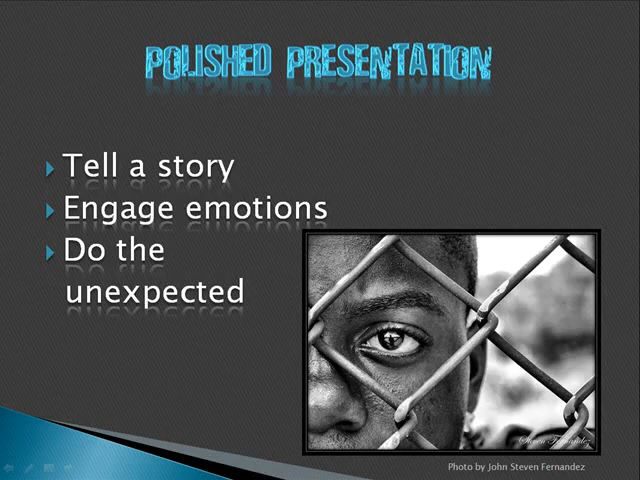 POLISHED PRESENTATION
Tell a story
Engage emotions
Do the
unexpected
Steven Fernandez
Photo by John Steven Fernandez